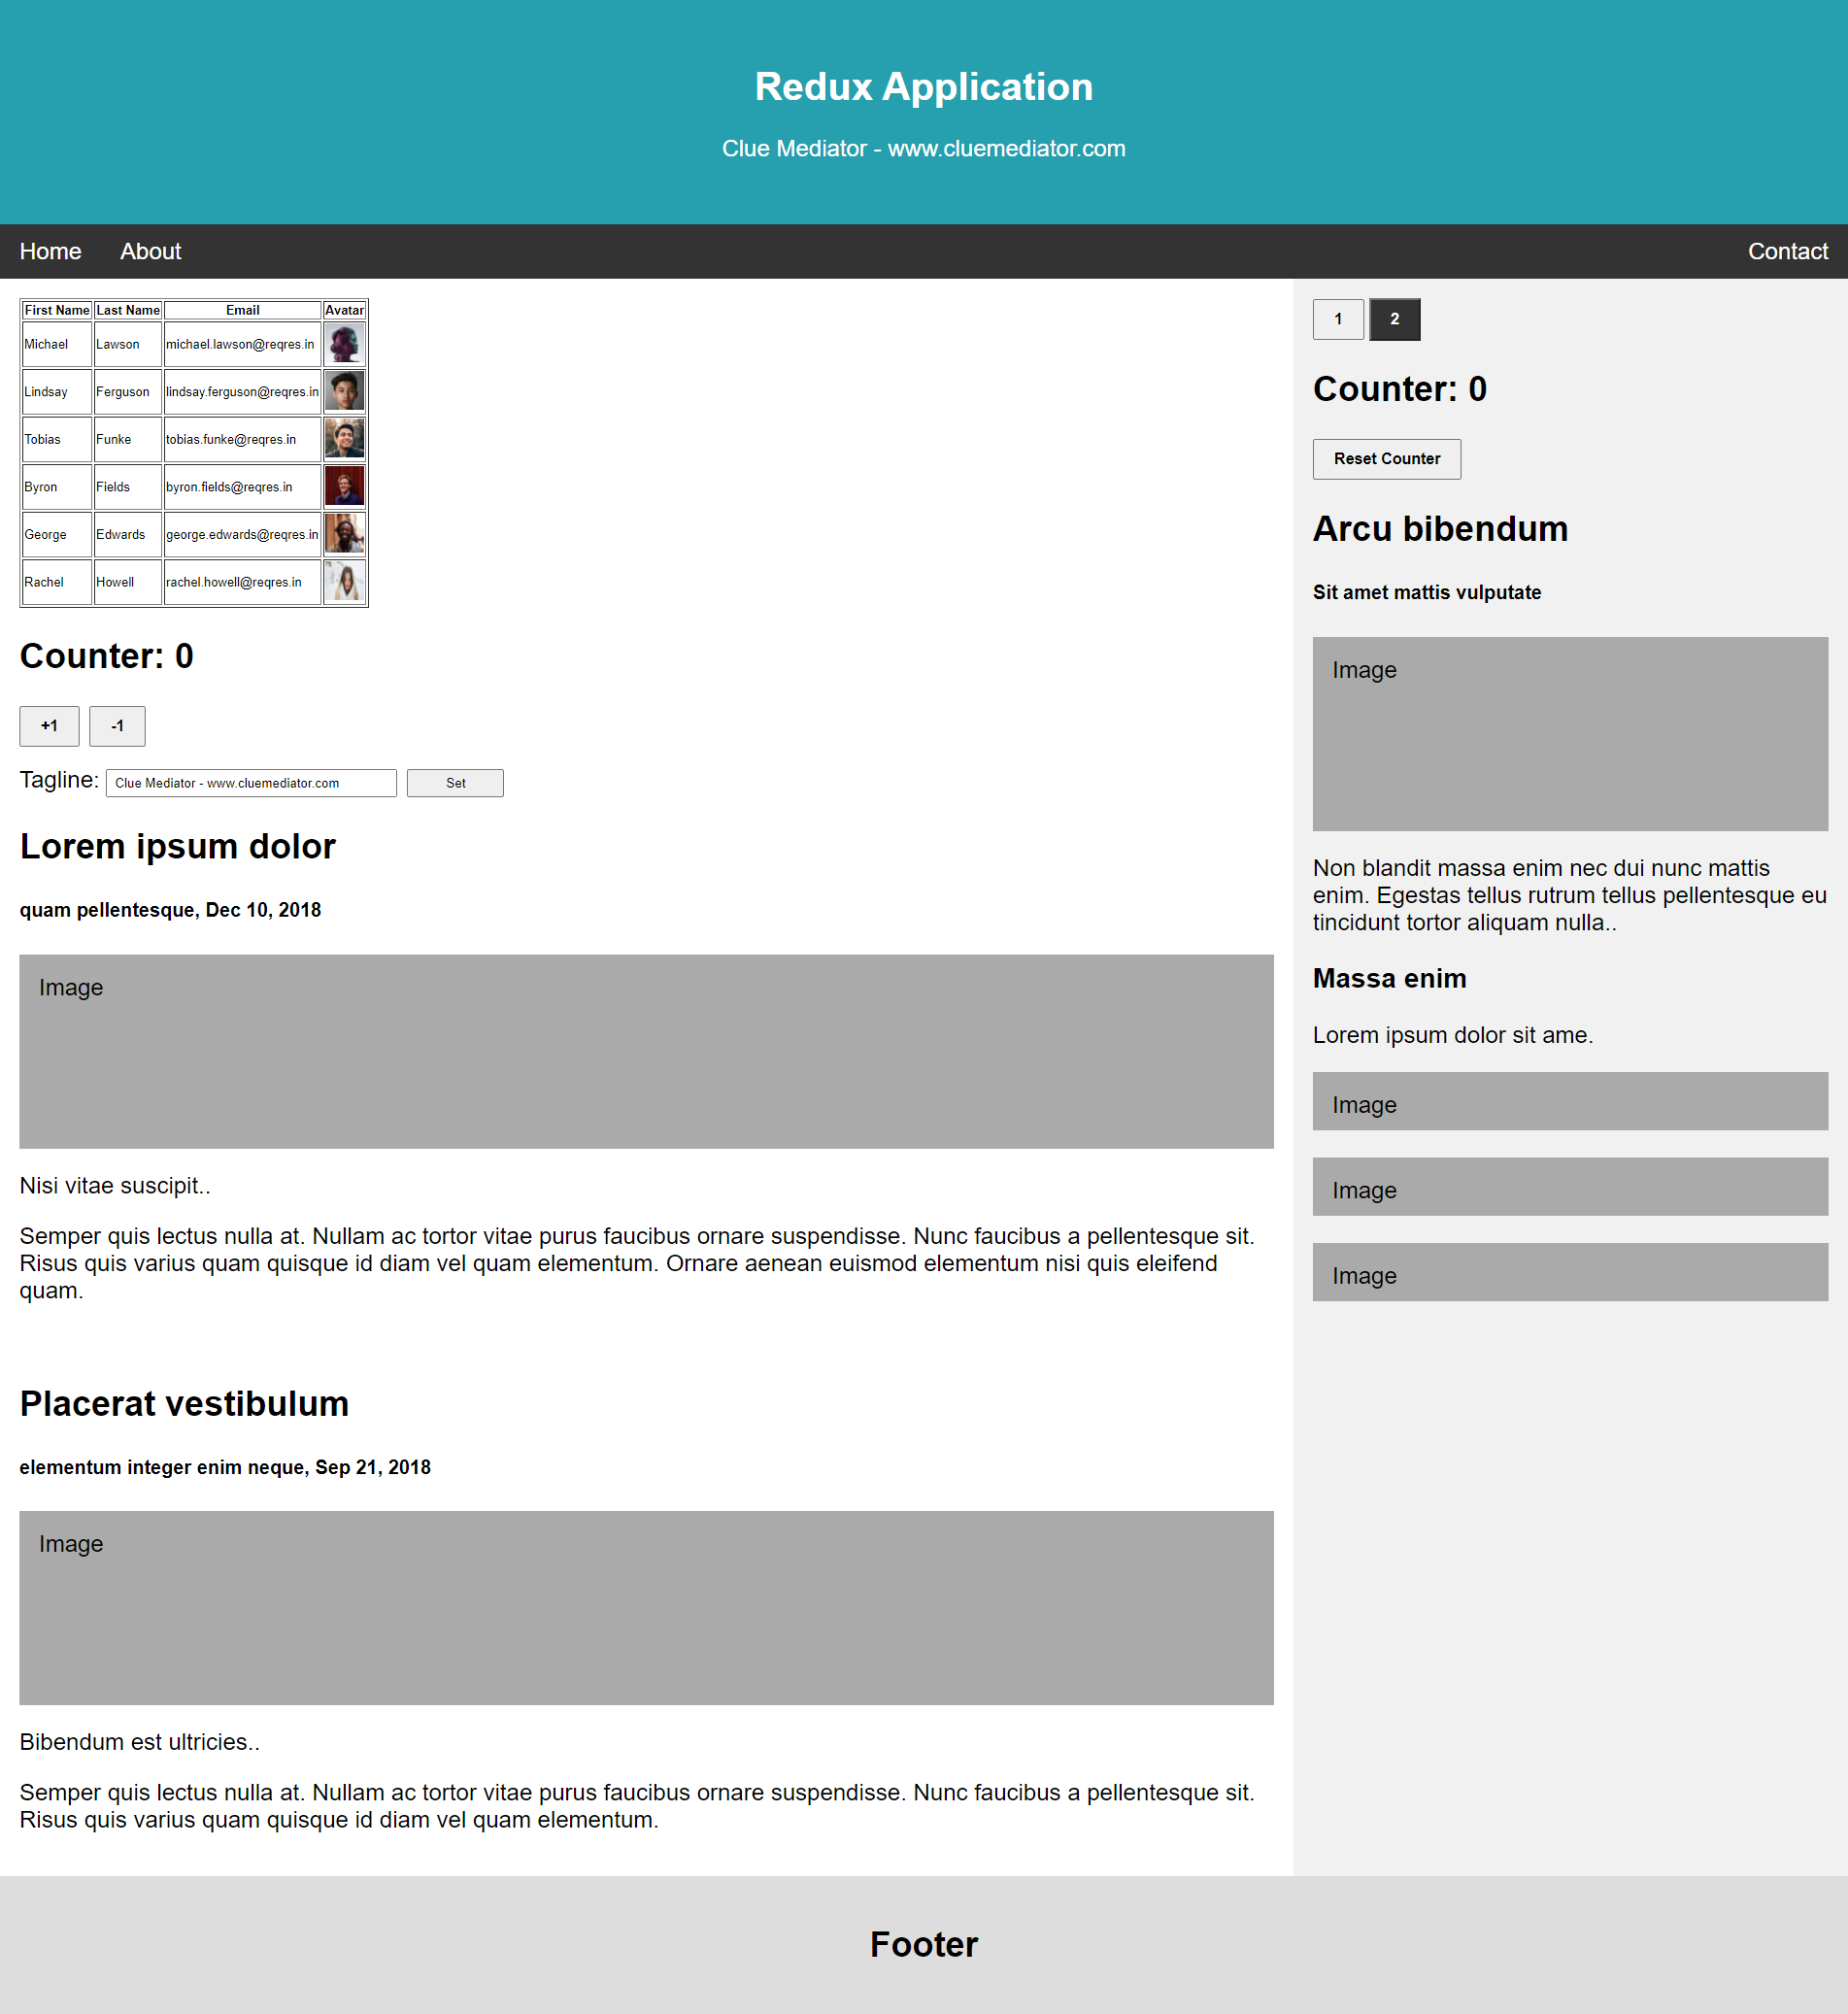 Redux Application
Clue Mediator - www.cluemediator.com
Home About Contact
First Name Last Name Email Avatar
Michael Lawson michael.lawson@reqres.in
Lindsay Ferguson lindsay.ferguson@reqres.in
Tobias Funke tobias.funke@reqres.in
Byron Fields byron.fields@reqres.in
George Edwards george.edwards@reqres.in
Rachel Howell rachel.howell@reqres.in
Counter: 0
+1 -1
Tagline: Clue Mediator - www.cluemediator.com Set
Lorem ipsum dolor
quam pellentesque, Dec 10, 2018
Image
Nisi vitae suscipit..
Semper quis lectus nulla at. Nullam ac tortor vitae purus faucibus ornare suspendisse. Nunc faucibus a pellentesque sit.
Risus quis varius quam quisque id diam vel quam elementum. Ornare aenean euismod elementum nisi quis eleifend
quam.
Placerat vestibulum
elementum integer enim neque, Sep 21, 2018
Image
Bibendum est ultricies..
Semper quis lectus nulla at. Nullam ac tortor vitae purus faucibus ornare suspendisse. Nunc faucibus a pellentesque sit.
Risus quis varius quam quisque id diam vel quam elementum.
1 2
Counter: 0
Reset Counter
Arcu bibendum
Sit amet mattis vulputate
Image
Non blandit massa enim nec dui nunc mattis
enim. Egestas tellus rutrum tellus pellentesque eu
tincidunt tortor aliquam nulla..
Massa enim
Lorem ipsum dolor sit ame.
Image
Image
Image
Footer